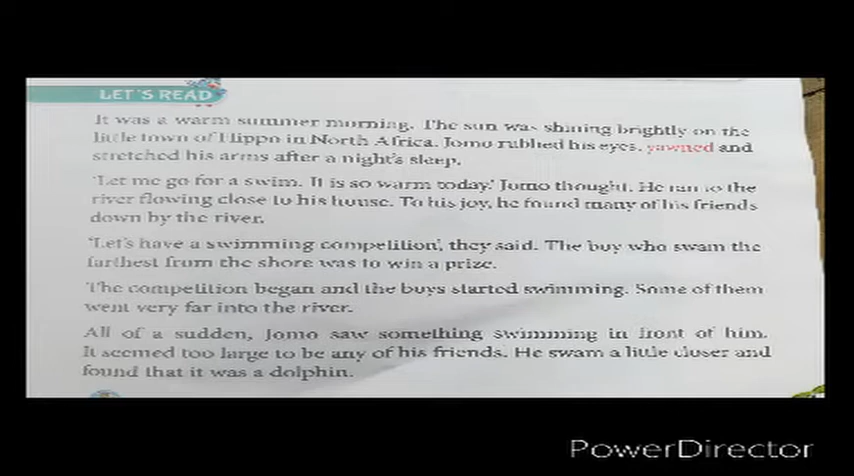 LET'S READ
It was a warm summer morning. The sun was shining brightly on the
little town of Hippo in North Africa. Jomo rubbed his eyes, yawned and
stretched his arms after a night's sleep.
'Let me go for a swim. It is so warm today.' Jomo thought. He ran to the
river flowing close to his house. To his joy, he found many of his friends
down by the river.
'Let's have a swimming competition', they said. The boy who swam the
farthest from the shore was to win a prize.
The competition began and the boys started swimming. Some of them
went very far into the river.
All of a sudden, Jomo saw something swimming in front of him.
It seemed too large to be any of his friends. He swam a little closer and
found that it was a dolphin.
PowerDirector